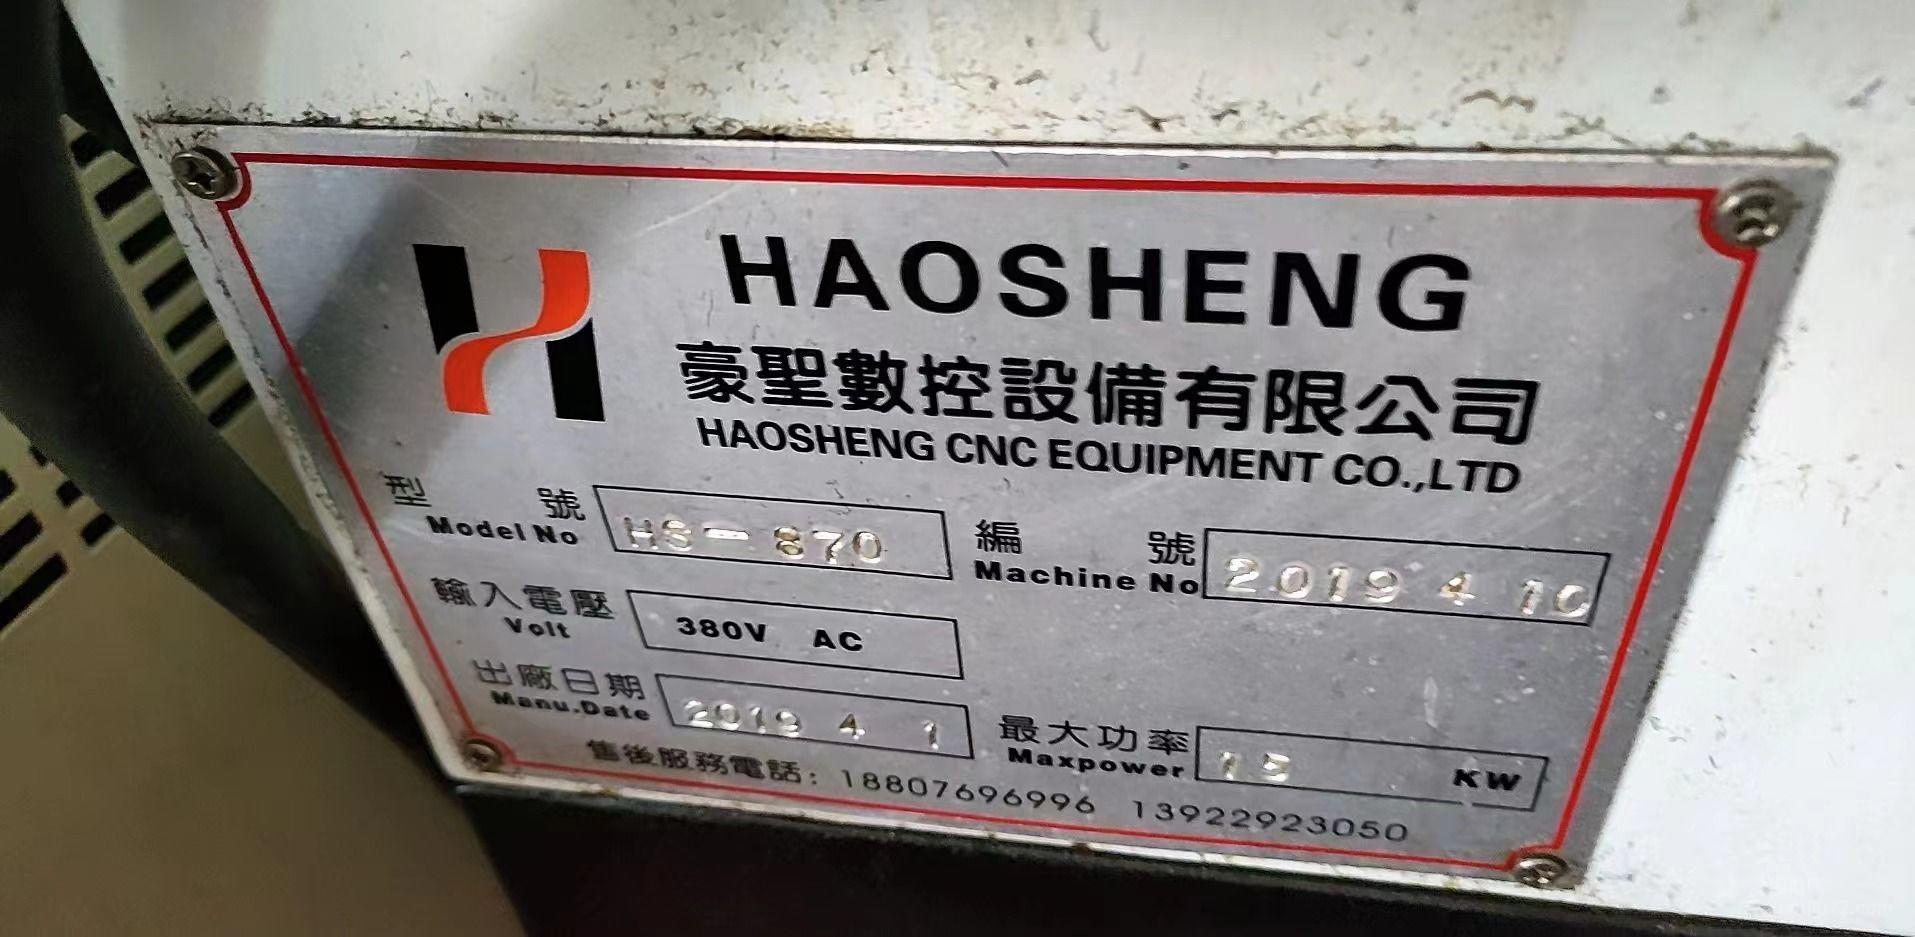 HAOSHENG
豪聖數控設備有限公司
HAOSHENG CNC EQUIPMENT CO.,LTD
型號 HS-870 編號 2019 4 10
Model No Machine No
輸入電壓 380V AC
Volt
出廠日期 2019 4 1 最大功率 15 KW
Manu.Date Maxpower
售後服務電話: 18807696996 13922923050